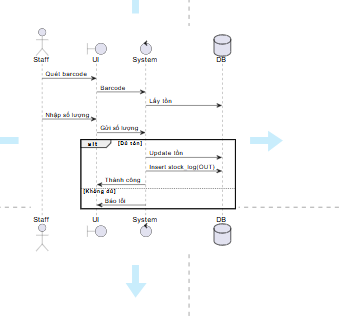 Staff UI System DB
Quét barcode
Barcode
Lấy tồn
Nhập số lượng
Gửi số lượng
alt [Đủ tồn]
Update tồn
Insert stock_log(OUT)
Thành công
[Không đủ]
Báo lỗi
Staff UI System DB